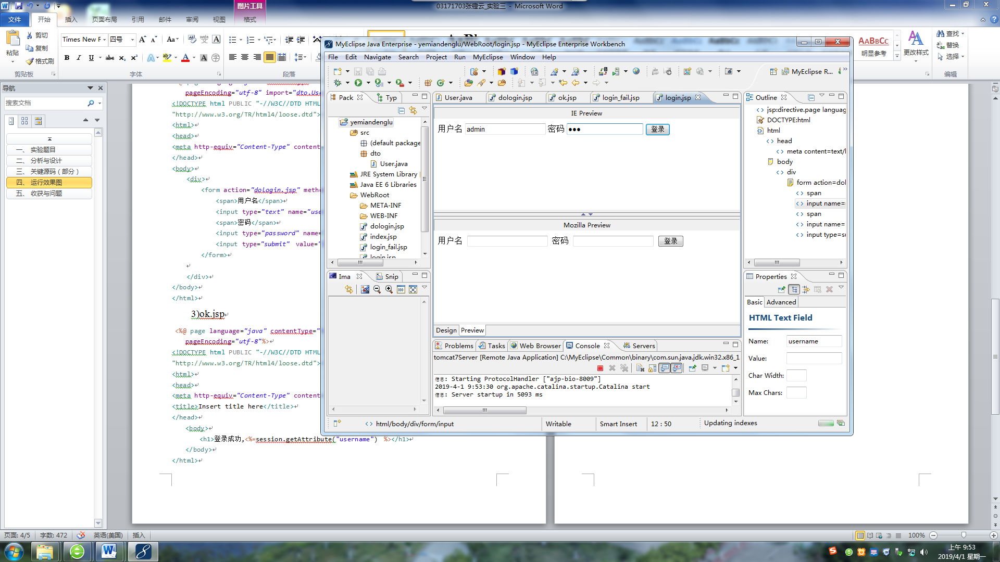 图片工具
03171703张镫云_实验三 - Microsoft Word
文件 开始 插入 页面布局 引用 邮件 审阅 视图 格式
粘贴 剪切 复制 格式刷
Times New R 四号
剪贴板 字体 段落
AaBbCc 明显参考 更改样式 查找 替换 选择 编辑
导航
搜索文档
一、 实验题目
二、 分析与设计
三、 关键源码（部分）
四、 运行效果图
五、 收获与问题
pageEncoding="utf-8" import="dto.Use
<!DOCTYPE html PUBLIC "-//W3C//DTD HTML
"http://www.w3.org/TR/html4/loose.dtd">
<html>
<head>
<meta http-equiv="Content-Type" content
</head>
<body>
<div>
<form action="dologin.jsp" metho
<span>用户名</span>
<input type="text" name="use
<span>密码</span>
<input type="password" name=
<input type="submit" value="
</form>
</div>
</body>
</html>
3)ok.jsp
<%@ page language="java" contentType="
pageEncoding="utf-8"%>
<!DOCTYPE html PUBLIC "-//W3C//DTD HTML
"http://www.w3.org/TR/html4/loose.dtd">
<html>
<head>
<meta http-equiv="Content-Type" content
<title>Insert title here</title>
</head>
<body>
<h1>登录成功,<%=session.getAttribute("username") %></h1>
</body>
</html>
MyEclipse Java Enterprise - yemiandenglu/WebRoot/login.jsp - MyEclipse Enterprise Workbench
File Edit Navigate Search Project Run MyEclipse Window Help
MyEclipse R...
Pack Typ
yemiandenglu
src
(default package
dto
User.java
JRE System Library
Java EE 6 Libraries
WebRoot
META-INF
WEB-INF
dologin.jsp
index.jsp
login_fail.jsp
login.jsp
Ima Snip
User.java dologin.jsp ok.jsp login_fail.jsp login.jsp
IE Preview
用户名 admin 密码 ●●● 登录
Mozilla Preview
用户名 密码 登录
Design Preview
Problems Tasks Web Browser Console Servers
tomcat7Server [Remote Java Application] C:\MyEclipse\Common\binary\com.sun.java.jdk.win32.x86_1
信息: Starting ProtocolHandler ["ajp-bio-8009"]
2019-4-1 9:53:30 org.apache.catalina.startup.Catalina start
信息: Server startup in 5093 ms
Outline
jsp:directive.page languag
DOCTYPE:html
html
head
meta content=text/l
body
div
form action=dol
span
input name=
span
input name=
input type=su
Properties
Basic Advanced
HTML Text Field
Name: username
Value:
Char Width:
Max Chars:
html/body/div/form/input Writable Smart Insert 12 : 50 Updating indexes
页面: 4/5 字数: 472 英语(美国) 插入 100%
上午 9:53
2019/4/1 星期一